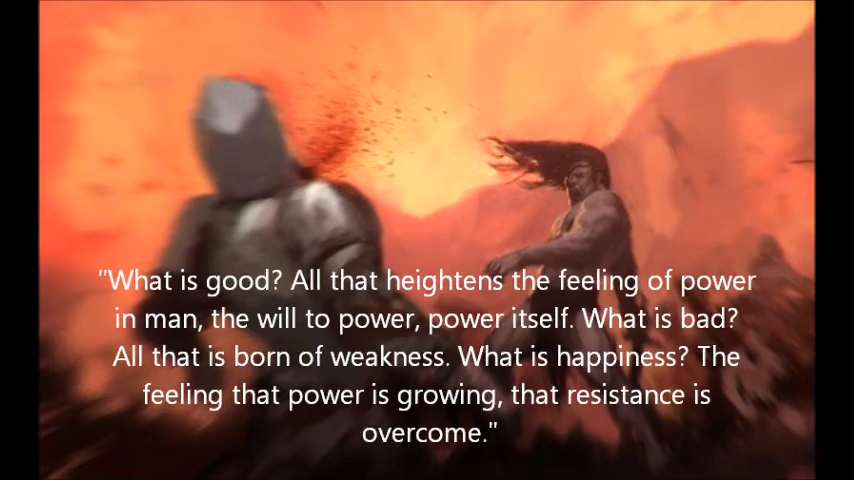 "What is good? All that heightens the feeling of power
in man, the will to power, power itself. What is bad?
All that is born of weakness. What is happiness? The
feeling that power is growing, that resistance is
overcome."